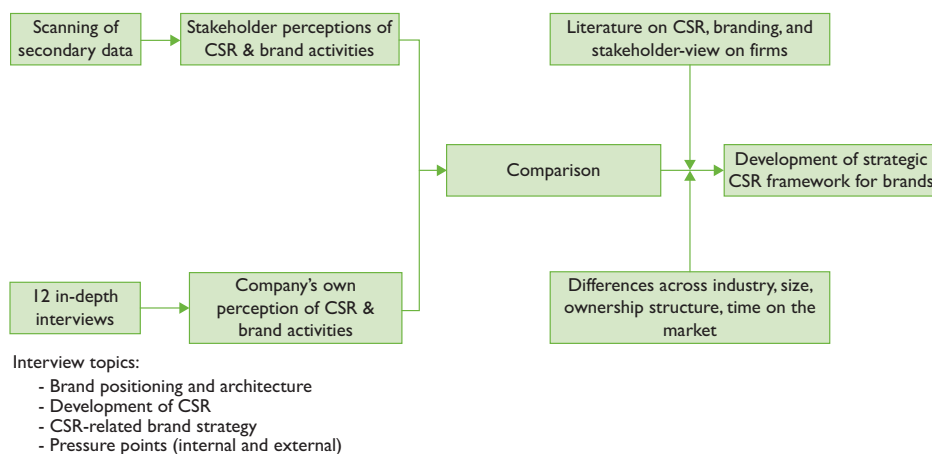 Scanning of
secondary data
Stakeholder perceptions of
CSR & brand activities
Literature on CSR, branding, and
stakeholder-view on firms
Comparison
Development of strategic
CSR framework for brands
12 in-depth
interviews
Company's own
perception of CSR &
brand activities
Differences across industry, size,
ownership structure, time on the
market
Interview topics:
- Brand positioning and architecture
- Development of CSR
- CSR-related brand strategy
- Pressure points (internal and external)